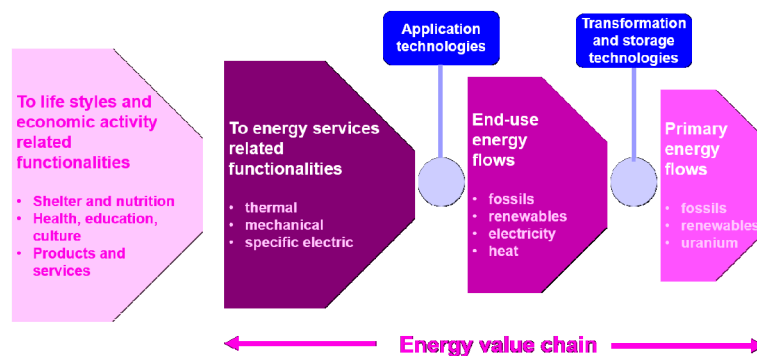 To life styles and
economic activity
related
functionalities
• Shelter and nutrition
• Health, education,
culture
• Products and
services
To energy services
related
functionalities
• thermal
• mechanical
• specific electric
Application
technologies
End-use
energy
flows
• fossils
• renewables
• electricity
• heat
Transformation
and storage
technologies
Primary
energy
flows
• fossils
• renewables
• uranium
Energy value chain